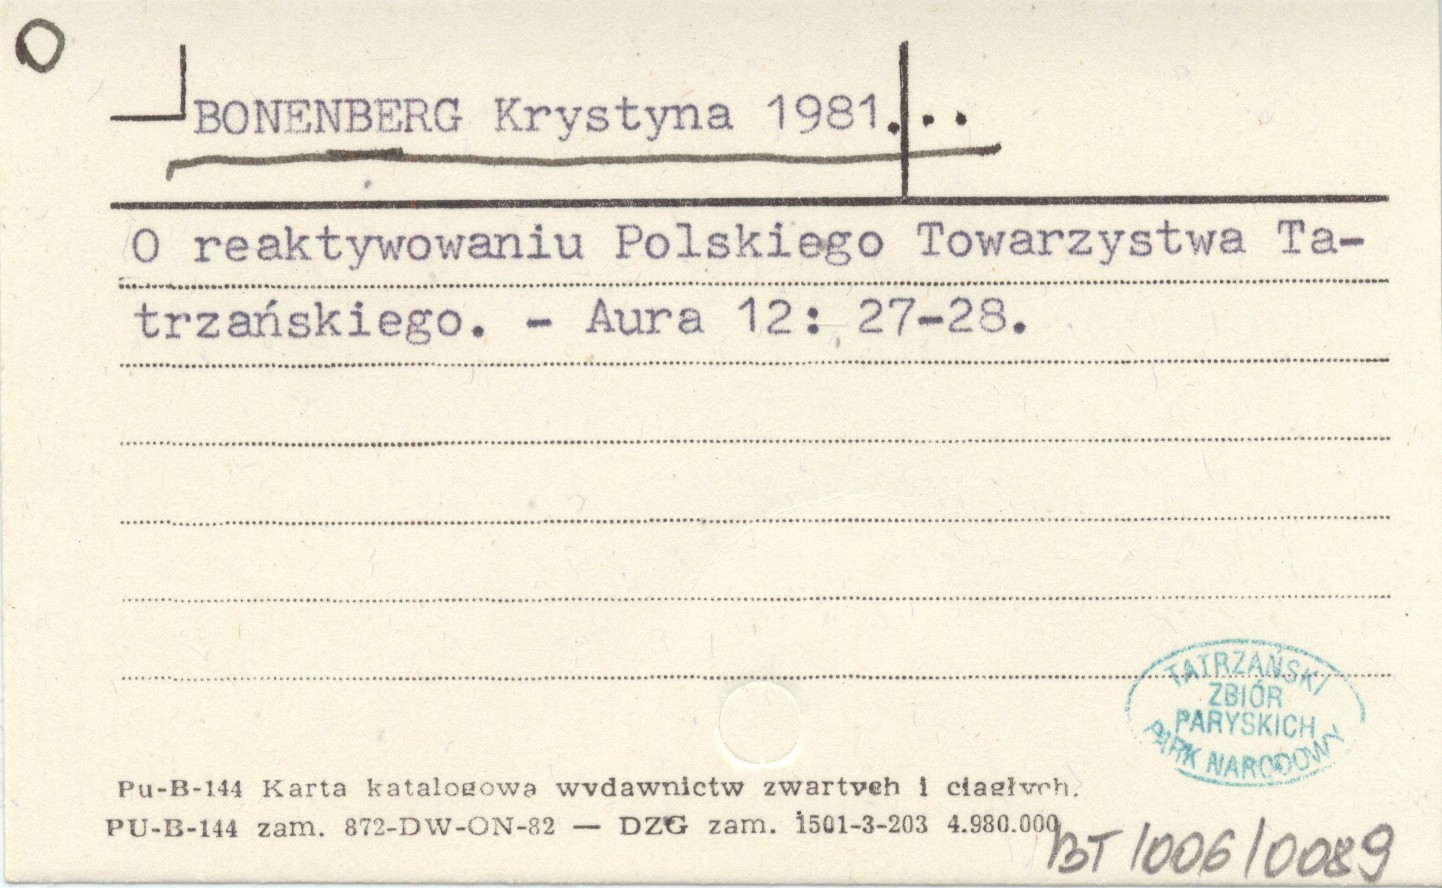 O
BONENBERG Krystyna 1981...
O reaktywowaniu Polskiego Towarzystwa Ta-
trzańskiego. - Aura 12: 27-28.
TATRZAŃSKI
ZBIÓR
PARYSKICH
PARK NARODOWY
Pu-B-144 Karta katalogowa wydawnictw zwartych i ciągłych.
PU-B-144 zam. 872-DW-ON-82 — DZG zam. 1501-3-203 4.980.000
BT/006/0089